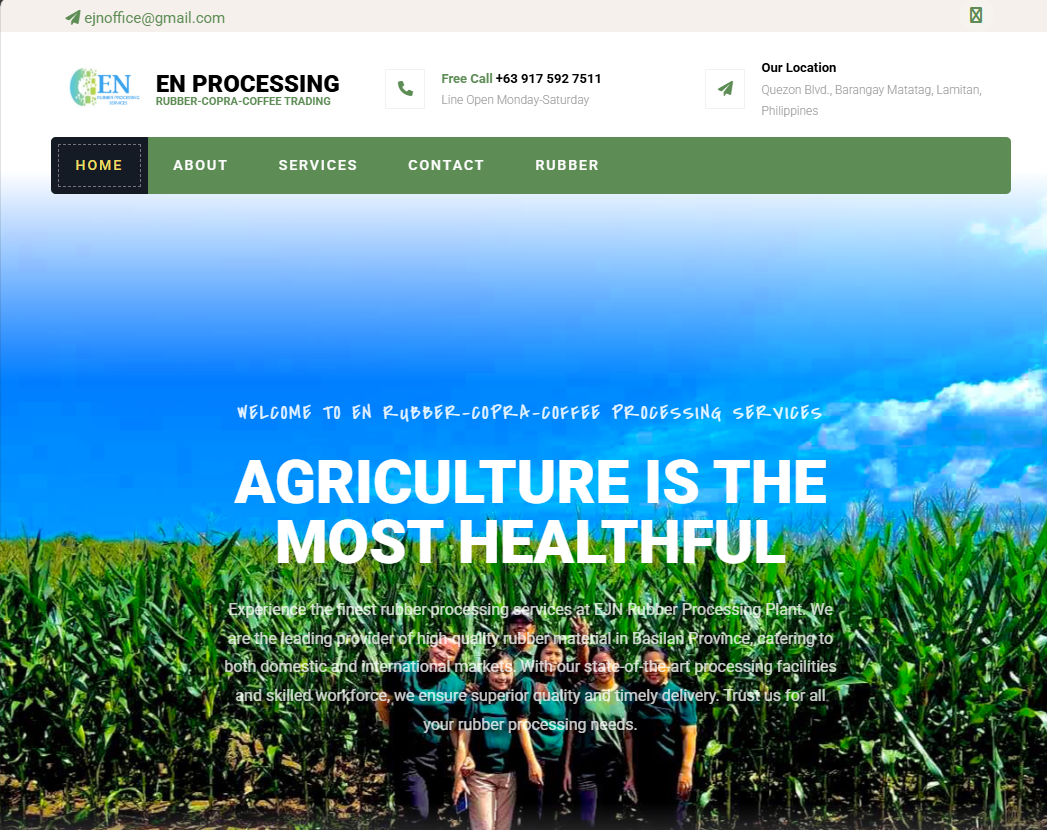 ejnoffice@gmail.com
EN
RUBBER PROCESSING
SERVICES
EN PROCESSING
RUBBER-COPRA-COFFEE TRADING
Free Call +63 917 592 7511
Line Open Monday-Saturday
Our Location
Quezon Blvd., Barangay Matatag, Lamitan,
Philippines
HOME ABOUT SERVICES CONTACT RUBBER
WELCOME TO EN RUBBER-COPRA-COFFEE PROCESSING SERVICES
AGRICULTURE IS THE
MOST HEALTHFUL
Experience the finest rubber processing services at EJN Rubber Processing Plant. We
are the leading provider of high-quality rubber material in Basilan Province, catering to
both domestic and international markets. With our state-of-the-art processing facilities
and skilled workforce, we ensure superior quality and timely delivery. Trust us for all
your rubber processing needs.